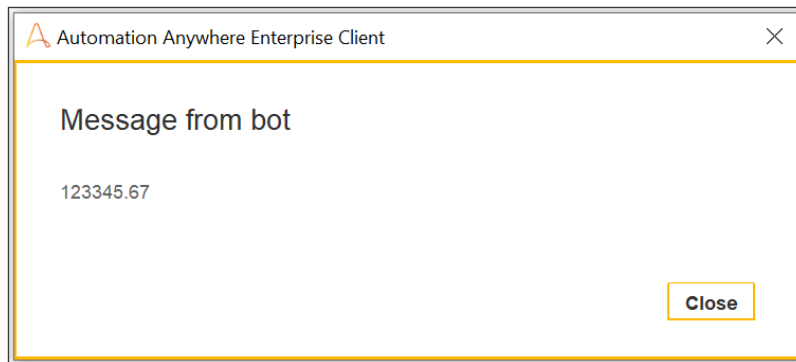 Automation Anywhere Enterprise Client
Message from bot
123345.67
Close